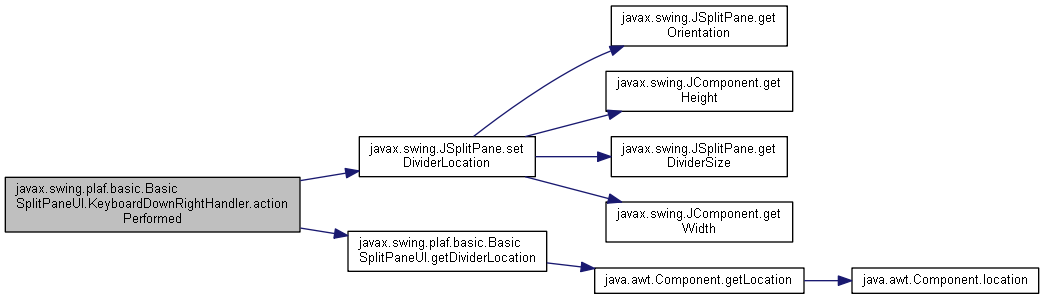 javax.swing.JSplitPane.get
Orientation
javax.swing.JComponent.get
Height
javax.swing.JSplitPane.set
DividerLocation
javax.swing.JSplitPane.get
DividerSize
javax.swing.plaf.basic.Basic
SplitPaneUI.KeyboardDownRightHandler.action
Performed
javax.swing.JComponent.get
Width
javax.swing.plaf.basic.Basic
SplitPaneUI.getDividerLocation
java.awt.Component.getLocation
java.awt.Component.location